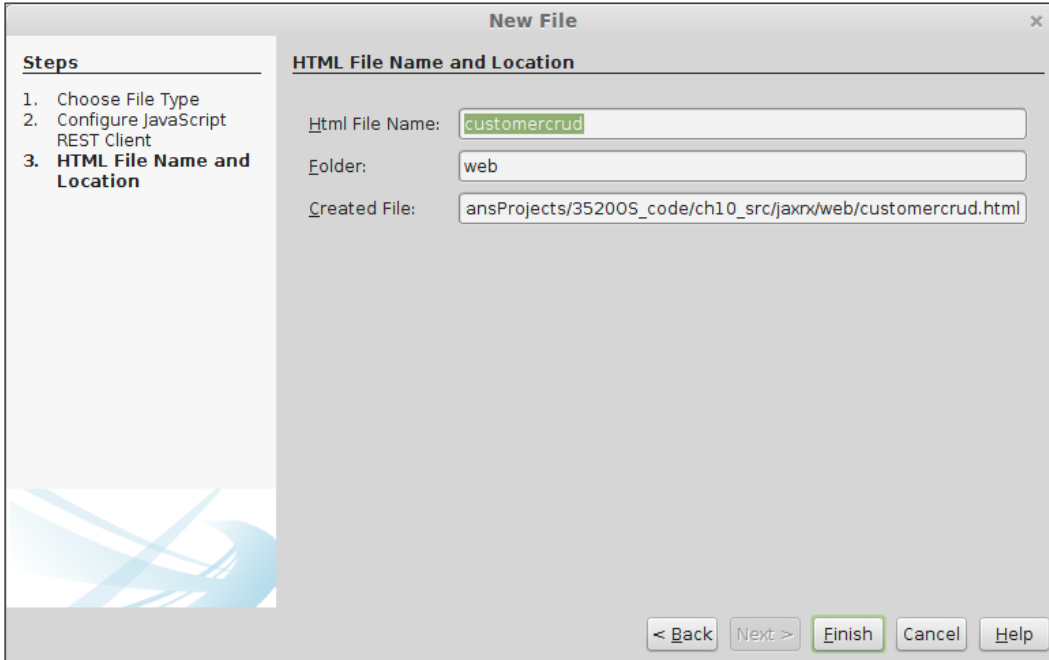 New File
×
Steps
1. Choose File Type
2. Configure JavaScript
REST Client
3. HTML File Name and
Location
HTML File Name and Location
Html File Name: customercrud
Folder: web
Created File: ansProjects/3520OS_code/ch10_src/jaxrx/web/customercrud.html
< Back
Next >
Finish
Cancel
Help